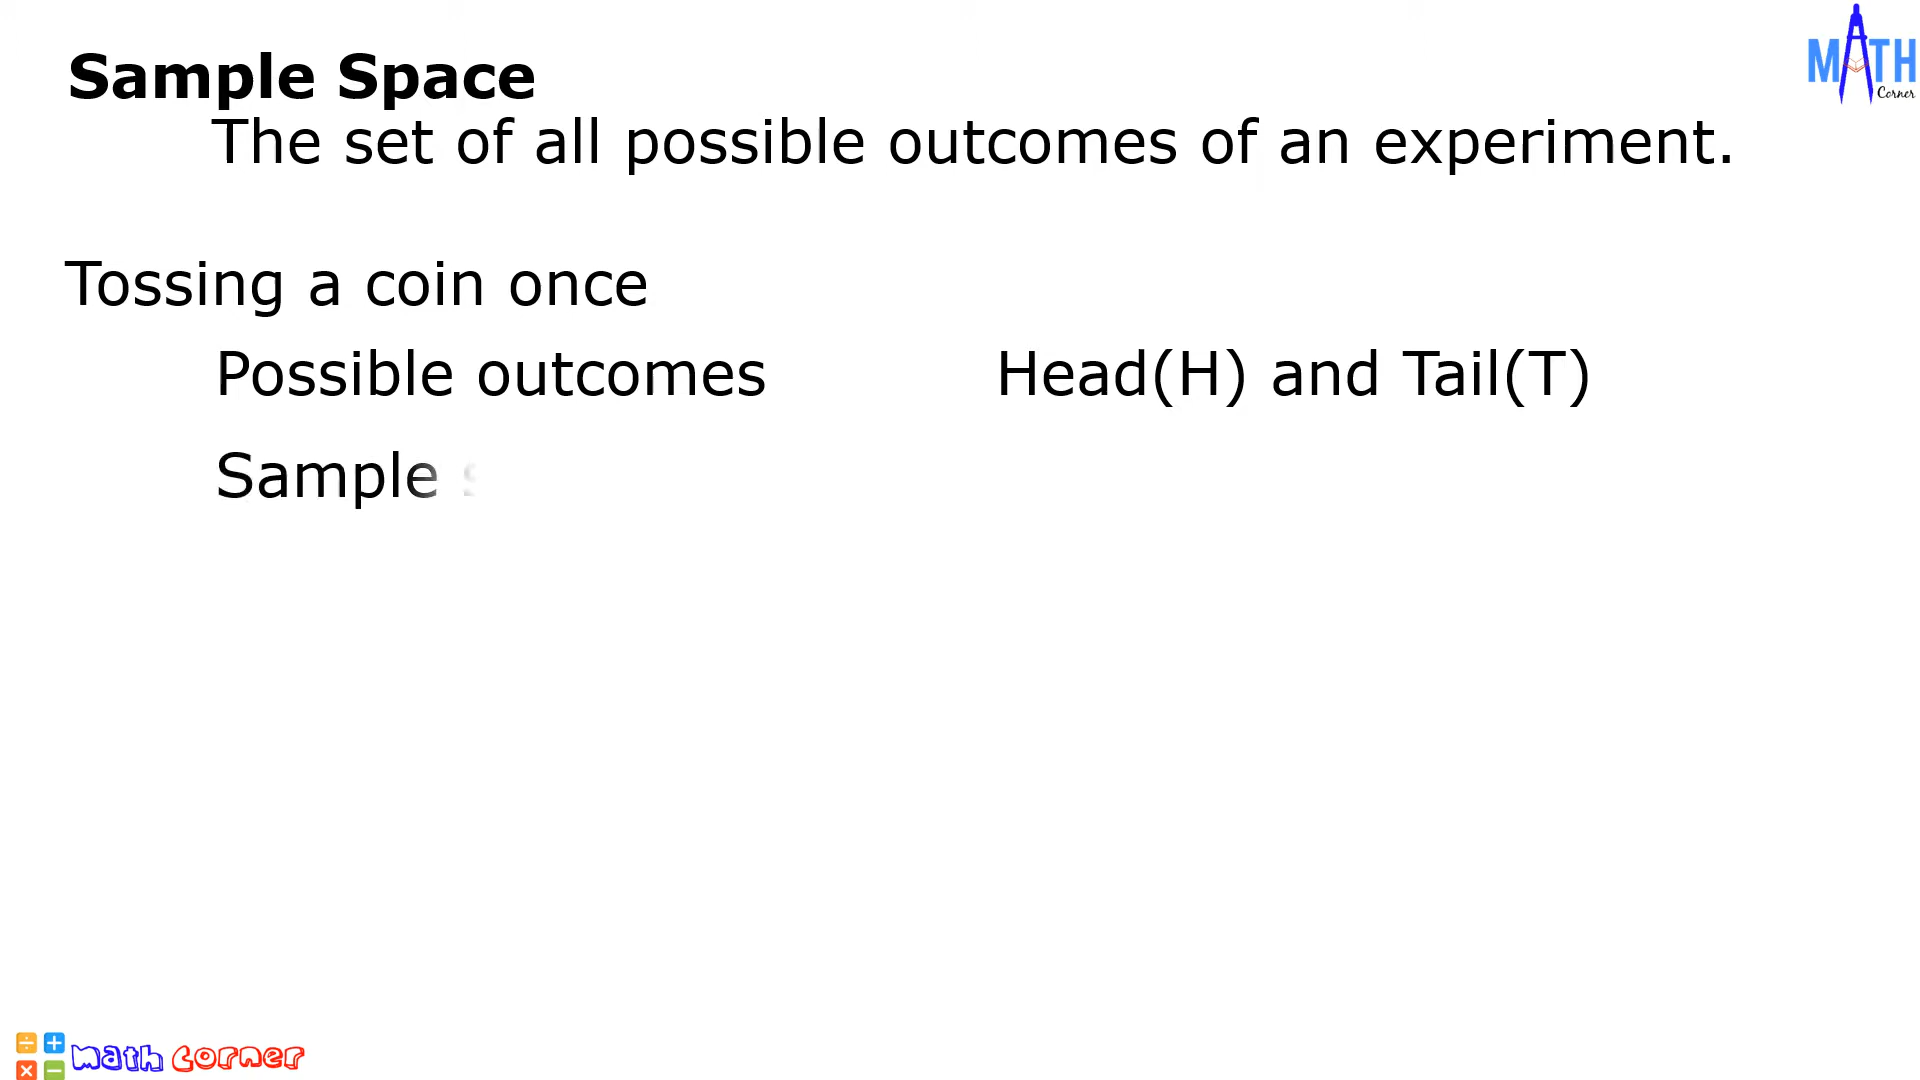 Sample Space
The set of all possible outcomes of an experiment.
Tossing a coin once
Possible outcomes Head(H) and Tail(T)
Sample
MATH
Corner
math corner